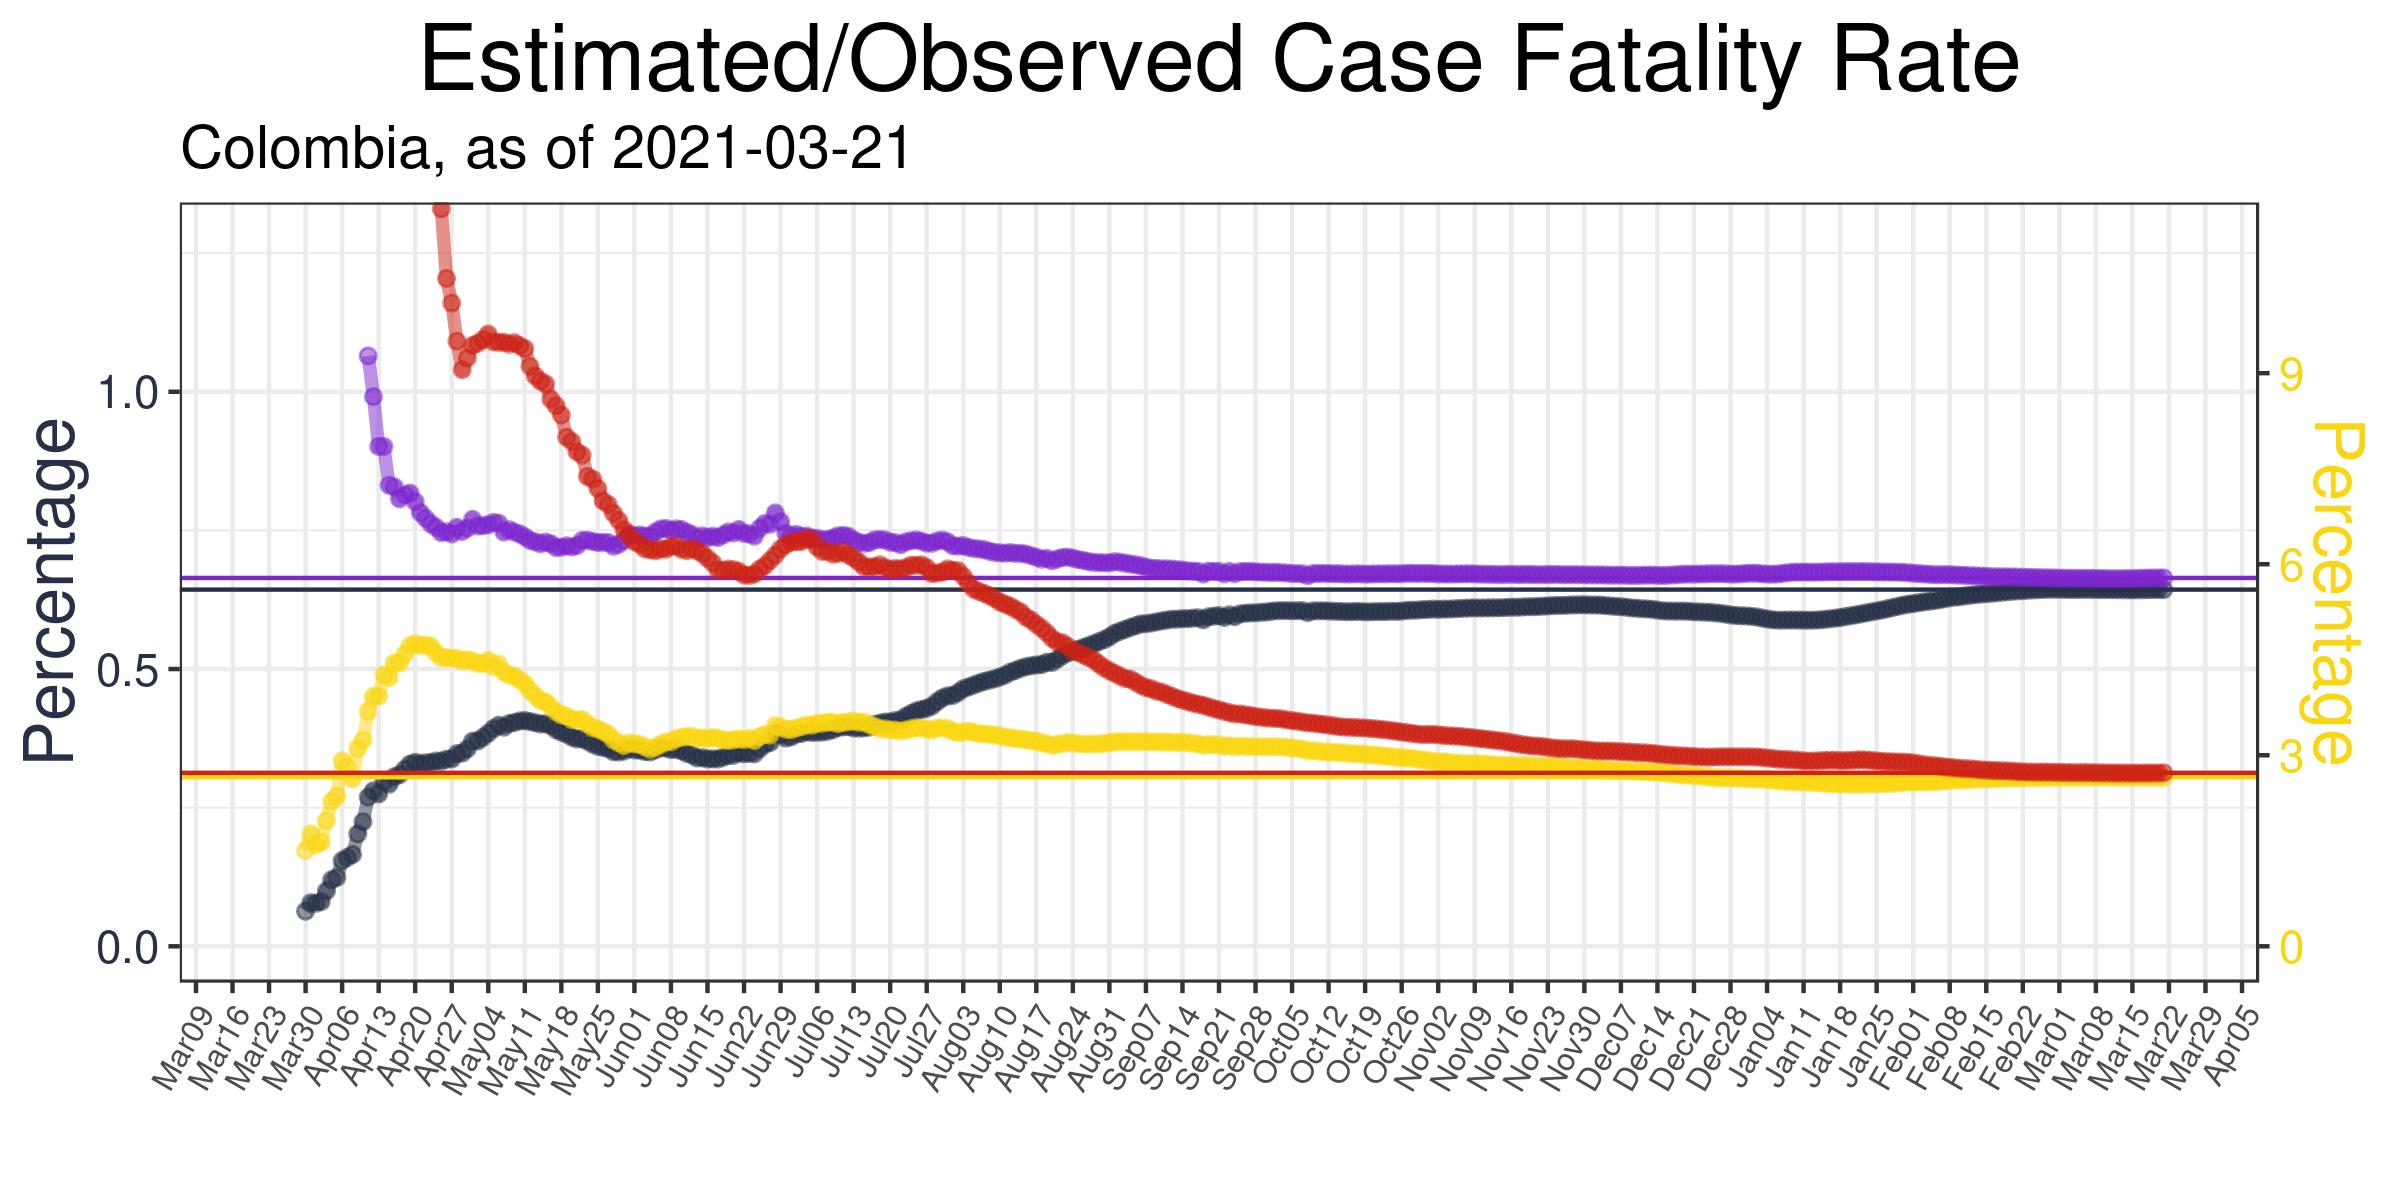 Estimated/Observed Case Fatality Rate
Colombia, as of 2021-03-21
Percentage
1.0
0.5
0.0
9
6
3
0
Percentage
Mar09
Mar16
Mar23
Mar30
Apr06
Apr13
Apr20
Apr27
May04
May11
May18
May25
Jun01
Jun08
Jun15
Jun22
Jun29
Jul06
Jul13
Jul20
Jul27
Aug03
Aug10
Aug17
Aug24
Aug31
Sep07
Sep14
Sep21
Sep28
Oct05
Oct12
Oct19
Oct26
Nov02
Nov09
Nov16
Nov23
Nov30
Dec07
Dec14
Dec21
Dec28
Jan04
Jan11
Jan18
Jan25
Feb01
Feb08
Feb15
Feb22
Mar01
Mar08
Mar15
Mar22
Mar29
Apr05